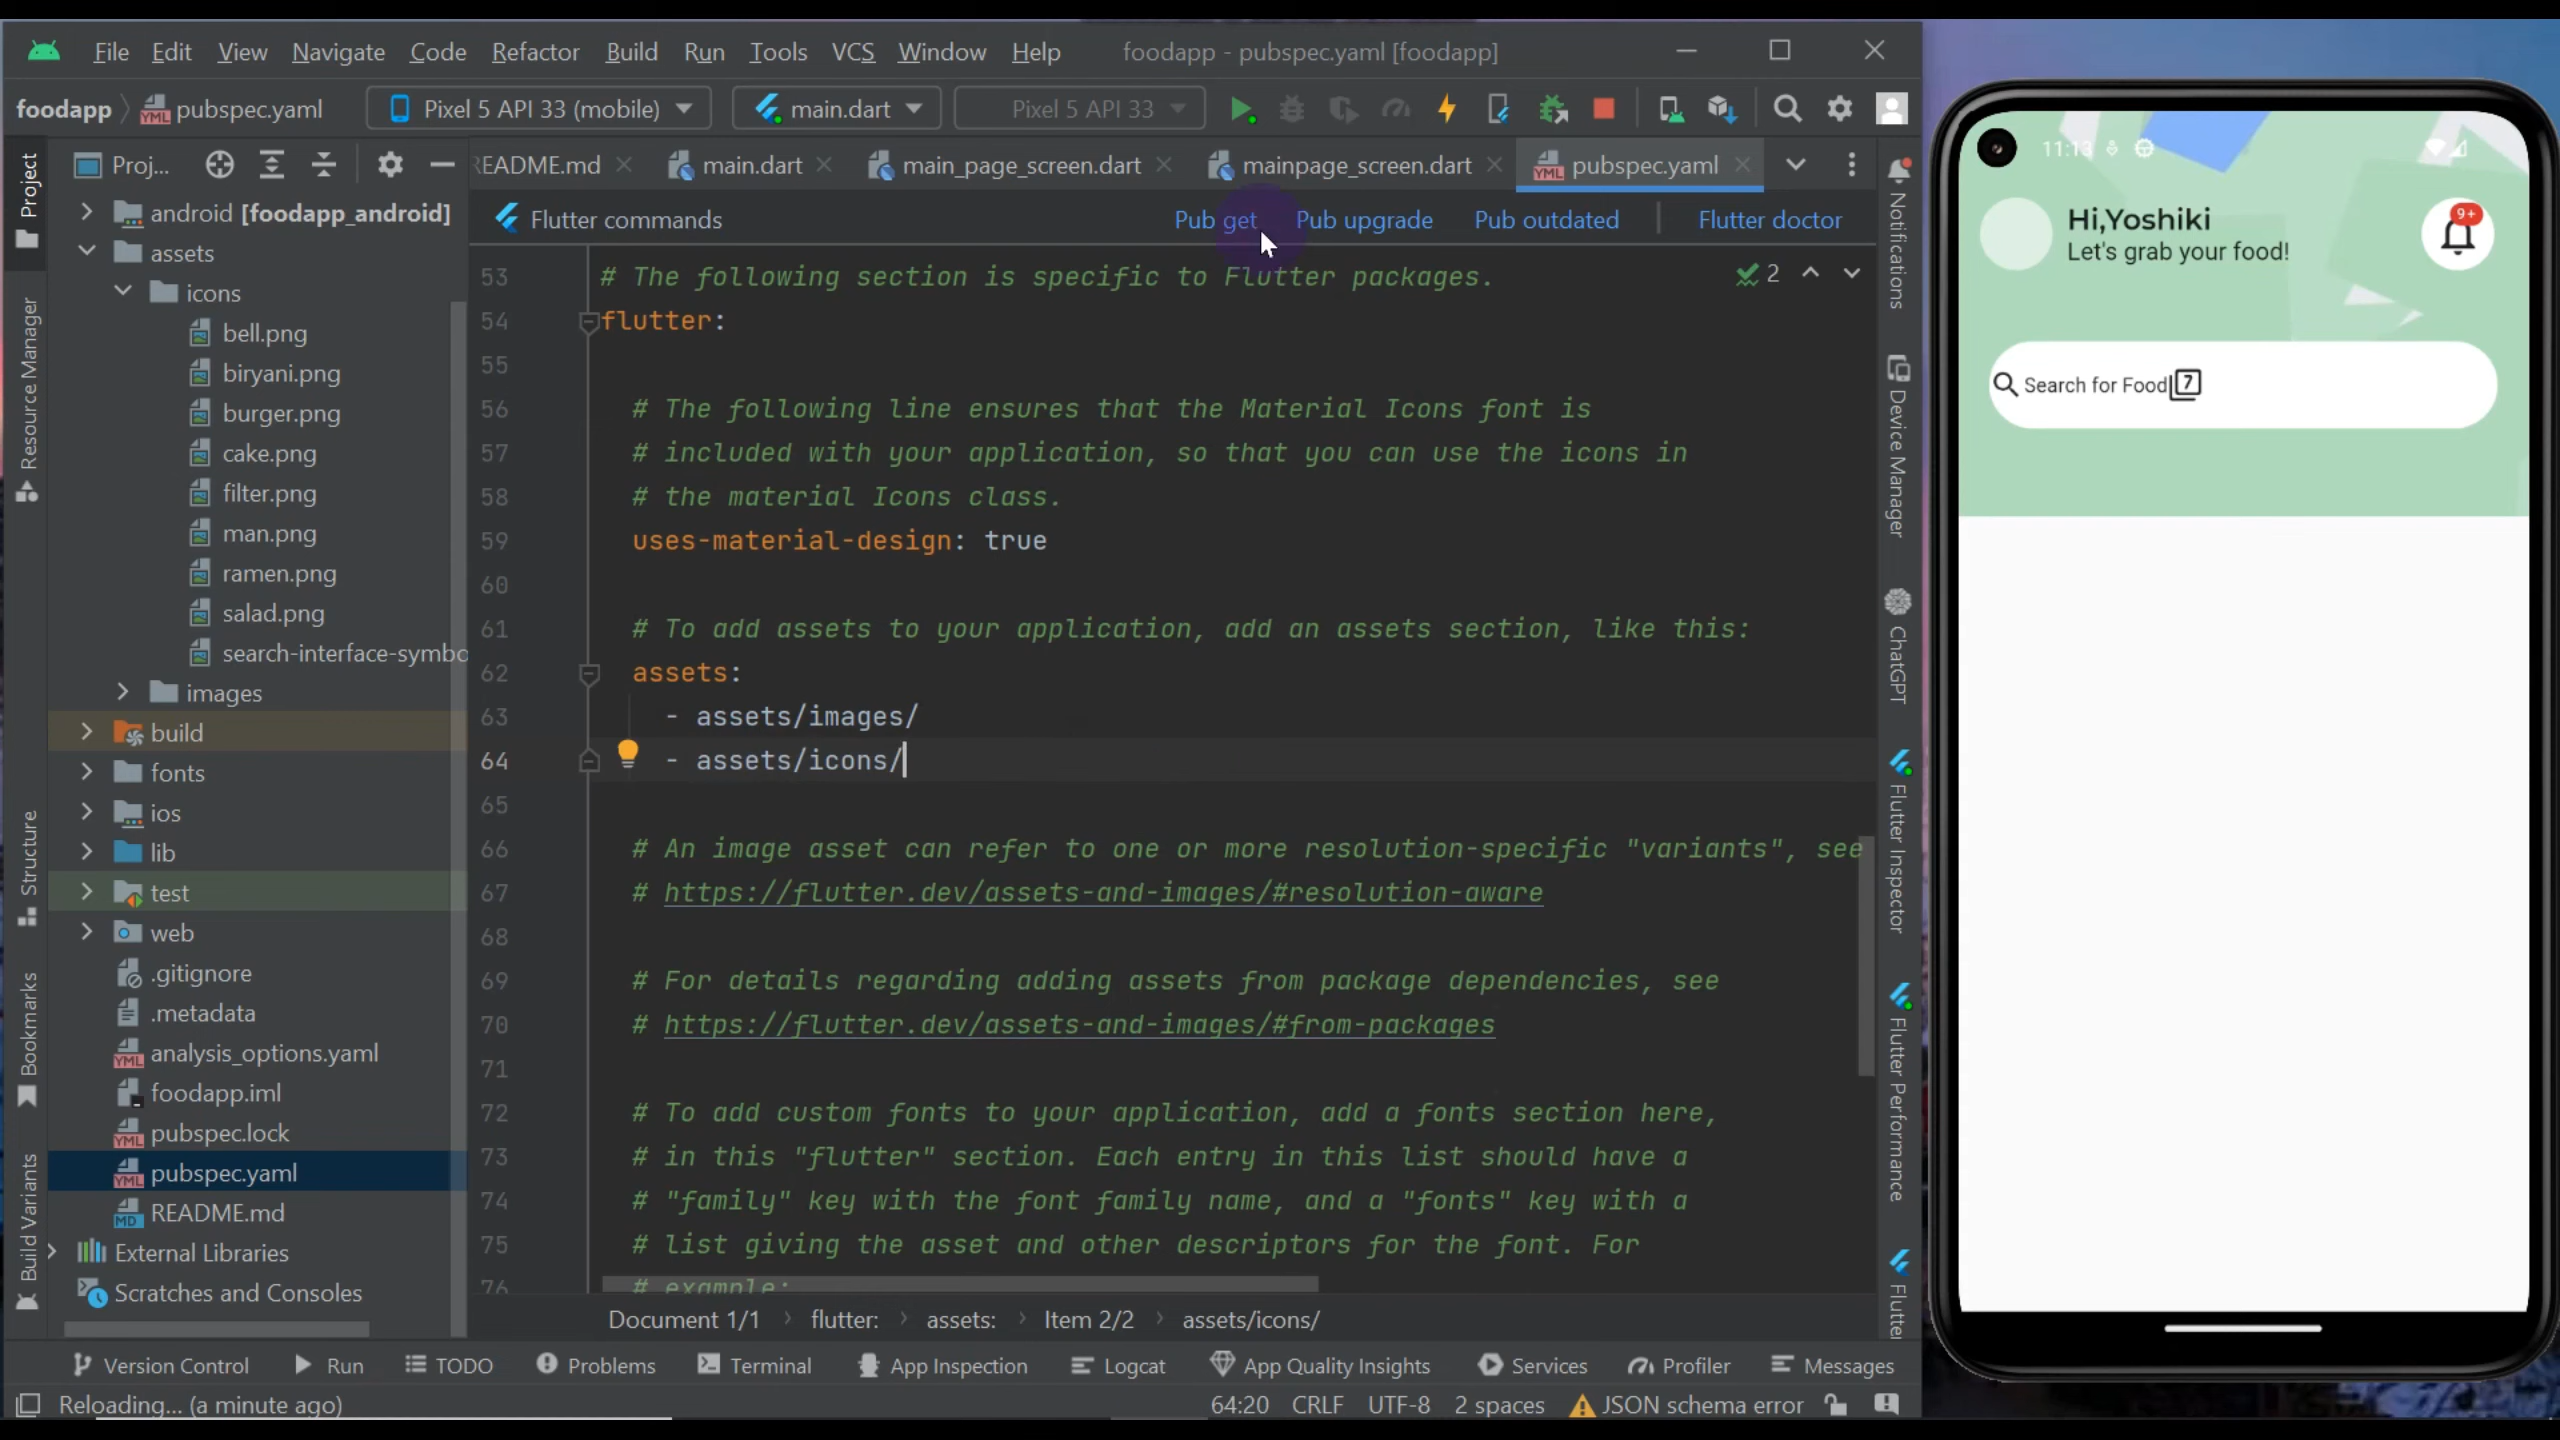 File Edit View Navigate Code Refactor Build Run Tools VCS Window Help foodapp - pubspec.yaml [foodapp]
foodapp pubspec.yaml Pixel 5 API 33 (mobile) main.dart Pixel 5 API 33
Proj... README.md main.dart main_page_screen.dart mainpage_screen.dart pubspec.yaml
Flutter commands Pub get Pub upgrade Pub outdated Flutter doctor
Project
Resource Manager
Structure
Bookmarks
Build Variants
android [foodapp_android]
assets
icons
bell.png
biryani.png
burger.png
cake.png
filter.png
man.png
ramen.png
salad.png
search-interface-symbo
images
build
fonts
ios
lib
test
web
.gitignore
.metadata
analysis_options.yaml
foodapp.iml
pubspec.lock
pubspec.yaml
README.md
External Libraries
Scratches and Consoles
2
53 # The following section is specific to Flutter packages.
54 flutter:
55
56 # The following line ensures that the Material Icons font is
57 # included with your application, so that you can use the icons in
58 # the material Icons class.
59 uses-material-design: true
60
61 # To add assets to your application, add an assets section, like this:
62 assets:
63 - assets/images/
64 - assets/icons/
65
66 # An image asset can refer to one or more resolution-specific "variants", see
67 # https://flutter.dev/assets-and-images/#resolution-aware
68
69 # For details regarding adding assets from package dependencies, see
70 # https://flutter.dev/assets-and-images/#from-packages
71
72 # To add custom fonts to your application, add a fonts section here,
73 # in this "flutter" section. Each entry in this list should have a
74 # "family" key with the font family name, and a "fonts" key with a
75 # list giving the asset and other descriptors for the font. For
76 # example:
Document 1/1 flutter: assets: Item 2/2 assets/icons/
Notifications
Device Manager
ChatGPT
Flutter Inspector
Flutter Performance
Flutter
Version Control Run TODO Problems Terminal App Inspection Logcat App Quality Insights Services Profiler Messages
Reloading... (a minute ago) 64:20 CRLF UTF-8 2 spaces JSON schema error
11:13
Hi,Yoshiki
Let's grab your food!
9+
Search for Food 7